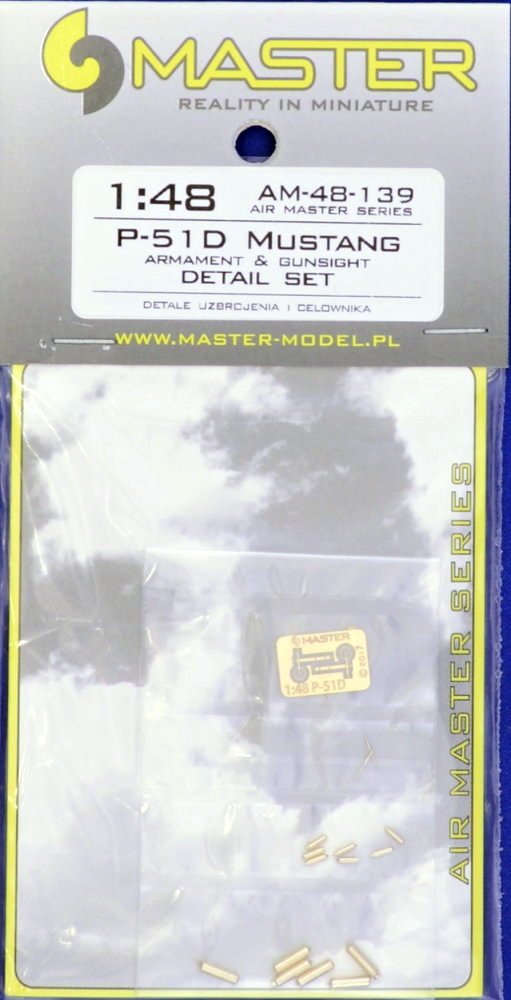 MASTER
REALITY IN MINIATURE
1:48 AM-48-139
AIR MASTER SERIES
P-51D MUSTANG
ARMAMENT & GUNSIGHT
DETAIL SET
DETALE UZBROJENIA I CELOWNIKA
WWW.MASTER-MODEL.PL
AIR MASTER SERIES
MASTER
©2017
1:48 P-51D